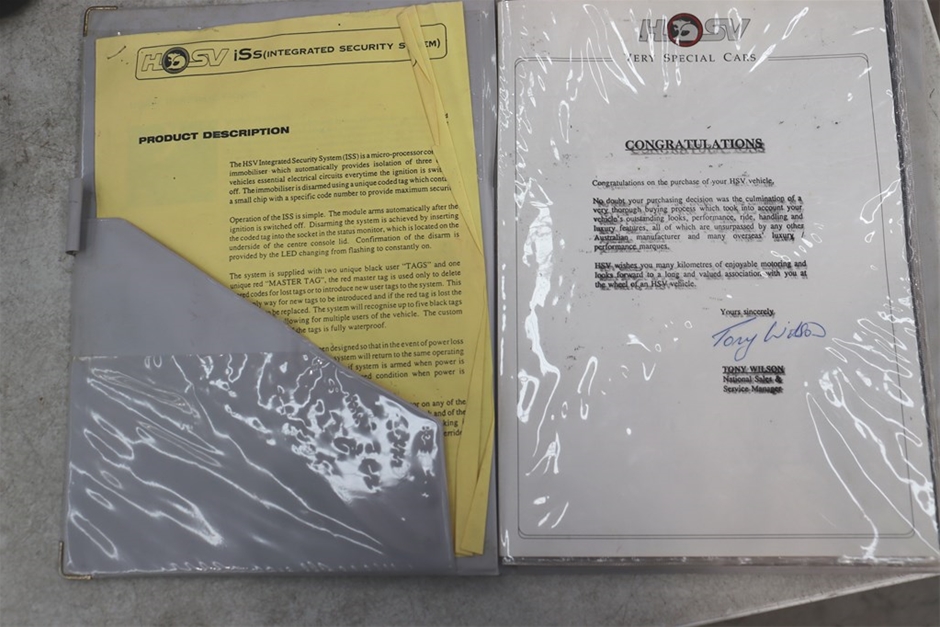 HSV iSS (INTEGRATED SECURITY SYSTEM)
PRODUCT DESCRIPTION
The HSV Integrated Security System (ISS) is a micro-processor
immobiliser which automatically provides isolation of three
vehicles essential electrical circuits everytime the ignition is
off. The immobiliser is disarmed using a unique coded tag which
a small chip with a specific code number to provide maximum
Operation of the ISS is simple. The module arms automatically after the
ignition is switched off. Disarming the system is achieved by inserting
the coded tag into the socket in the status monitor, which is located on the
underside of the centre console lid. Confirmation of the disarm is
provided by the LED changing from flashing to constantly on.
The system is supplied with two unique black user "TAGS" and one
unique red "MASTER TAG", the red master tag is used only to delete
codes for lost tags or to introduce new user tags to the system. This
way for new tags to be introduced and if the red tag is lost the
be replaced. The system will recognise up to five black tags
for multiple users of the vehicle. The custom
the tags is fully waterproof.
designed so that in the event of power loss
system will return to the same operating
if system is armed when power is
condition when power is
on any of the
and of the
HSV
VERY SPECIAL CARS
CONGRATULATIONS
Congratulations on the purchase of your HSV vehicle.
No doubt your purchasing decision was the culmination of a
very thorough buying process which took into account your
vehicle's outstanding looks, performance, ride, handling and
luxury features, all of which are unsurpassed by any other
Australian manufacturer and many overseas luxury /
performance marques.
HSV wishes you many kilometres of enjoyable motoring and
looks forward to a long and valued association, with you at
the wheel of an HSV vehicle.
Yours sincerely,
Tony Wilson
TONY WILSON
National Sales &
Service Manager